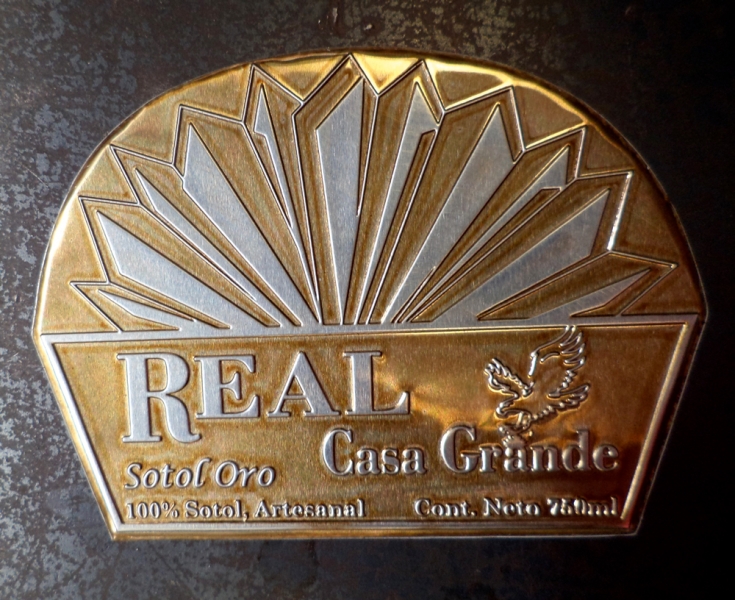 REAL
Casa Grande
Sotol Oro
100% Sotol, Artesanal Cont. Neto 750ml